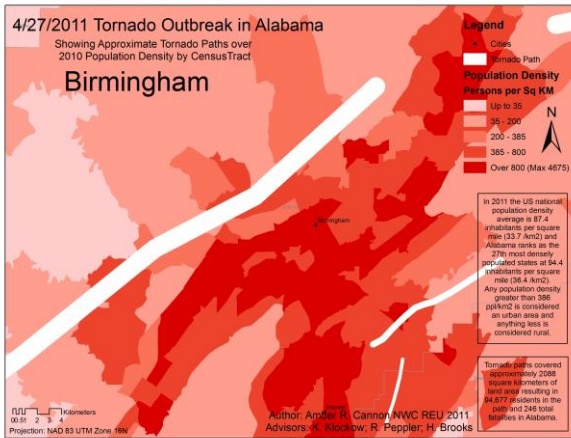 4/27/2011 Tornado Outbreak in Alabama
Showing Approximate Tornado Paths over
2010 Population Density by CensusTract
Birmingham
Legend
Cities
Tornado Path
Population Density
Persons per Sq KM
Up to 35
35 - 200
200 - 385
385 - 800
Over 800 (Max 4675)
N
Birmingham
In 2011 the US national
population density
average is 87.4
inhabitants per square
mile (33.7 /km2) and
Alabama ranks as the
27th most densely
populated states at 94.4
inhabitants per square
mile (36.4 /km2).
Any population density
greater than 386
ppl/km2 is considered
an urban area and
anything less is
considered rural.
Tornado paths covered
approximately 2088
square kilometers of
land area resulting in
94,677 residents in the
path and 246 total
fatalities in Alabama.
Kilometers
00.51 2 3 4
Projection: NAD 83 UTM Zone 16N
Author: Amber R. Cannon NWC REU 2011
Advisors: K. Klockow; R. Peppler; H. Brooks